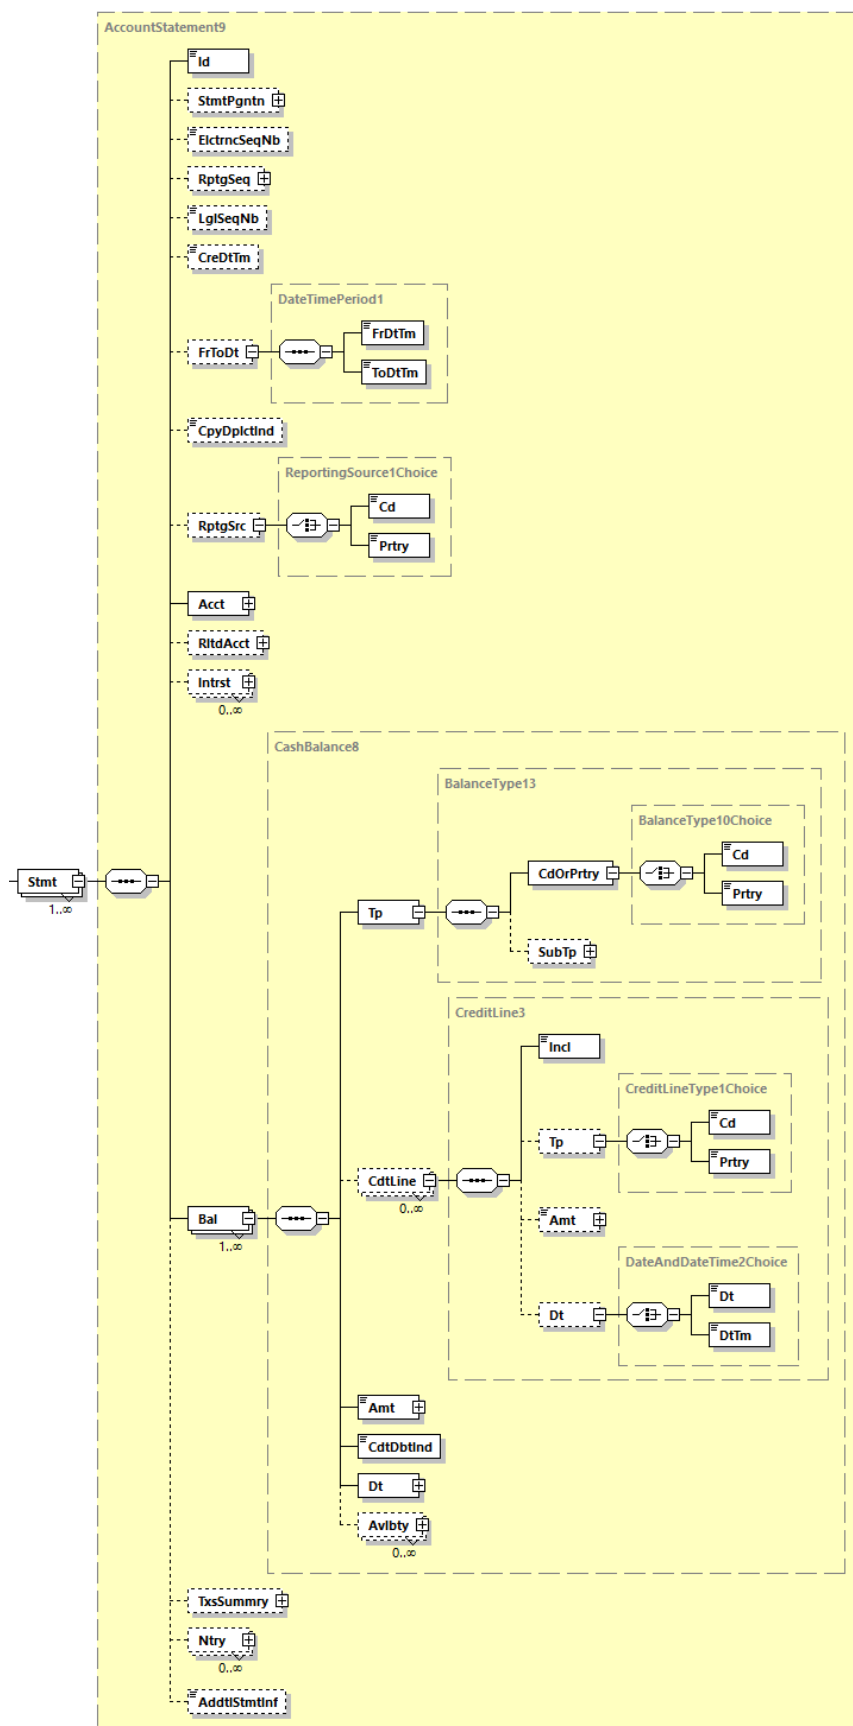 AccountStatement9
Id
StmtPgntn
ElctrncSeqNb
RptgSeq
LglSeqNb
CreDtTm
DateTimePeriod1
FrToDt
FrDtTm
ToDtTm
CpyDplctInd
ReportingSource1Choice
RptgSrc
Cd
Prtry
Acct
RltdAcct
Intrst
0..∞
Stmt
1..∞
CashBalance8
BalanceType13
BalanceType10Choice
Tp
CdOrPrtry
Cd
Prtry
SubTp
CreditLine3
Incl
CreditLineType1Choice
Tp
Cd
Prtry
CdtLine
0..∞
Amt
Bal
1..∞
DateAndDateTime2Choice
Dt
Dt
DtTm
Amt
CdtDbtInd
Dt
Avlbty
0..∞
TxsSummry
Ntry
0..∞
AddtlStmtInf